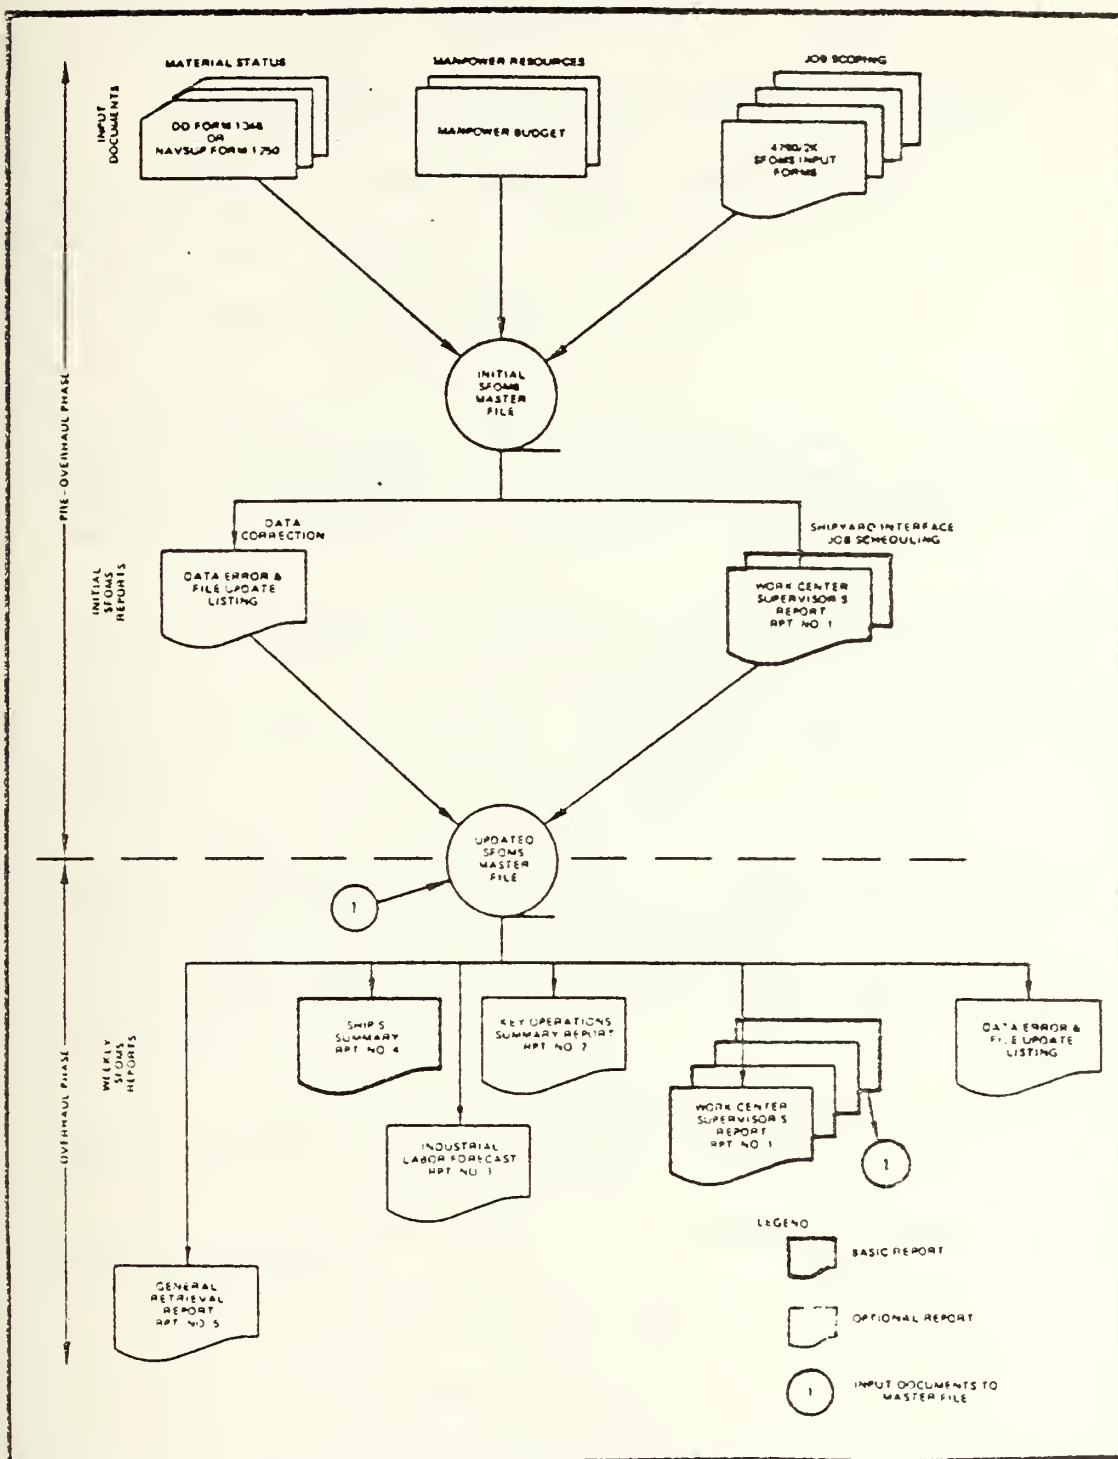 MATERIAL STATUS
MANPOWER RESOURCES
JOB SCOPING
INPUT
DOCUMENTS
DD FORM 1348
OR
NAVSUP FORM 1250
MANPOWER BUDGET
4790/2K
SFOMS INPUT
FORMS
PRE-OVERHAUL PHASE
INITIAL
SFOMS
MASTER
FILE
DATA
CORRECTION
SHIPYARD INTERFACE
JOB SCHEDULING
INITIAL
SFOMS
REPORTS
DATA ERROR &
FILE UPDATE
LISTING
WORK CENTER
SUPERVISOR'S
REPORT
RPT. NO. 1
UPDATED
SFOMS
MASTER
FILE
1
OVERHAUL PHASE
WEEKLY
SFOMS
REPORTS
SHIP'S
SUMMARY
RPT. NO. 4
KEY OPERATIONS
SUMMARY REPORT
RPT. NO. 2
DATA ERROR &
FILE UPDATE
LISTING
INDUSTRIAL
LABOR FORECAST
RPT. NO. 3
WORK CENTER
SUPERVISOR'S
REPORT
RPT. NO. 1
LEGEND
BASIC REPORT
GENERAL
RETRIEVAL
REPORT
RPT. NO. 5
OPTIONAL REPORT
1
INPUT DOCUMENTS TO
MASTER FILE